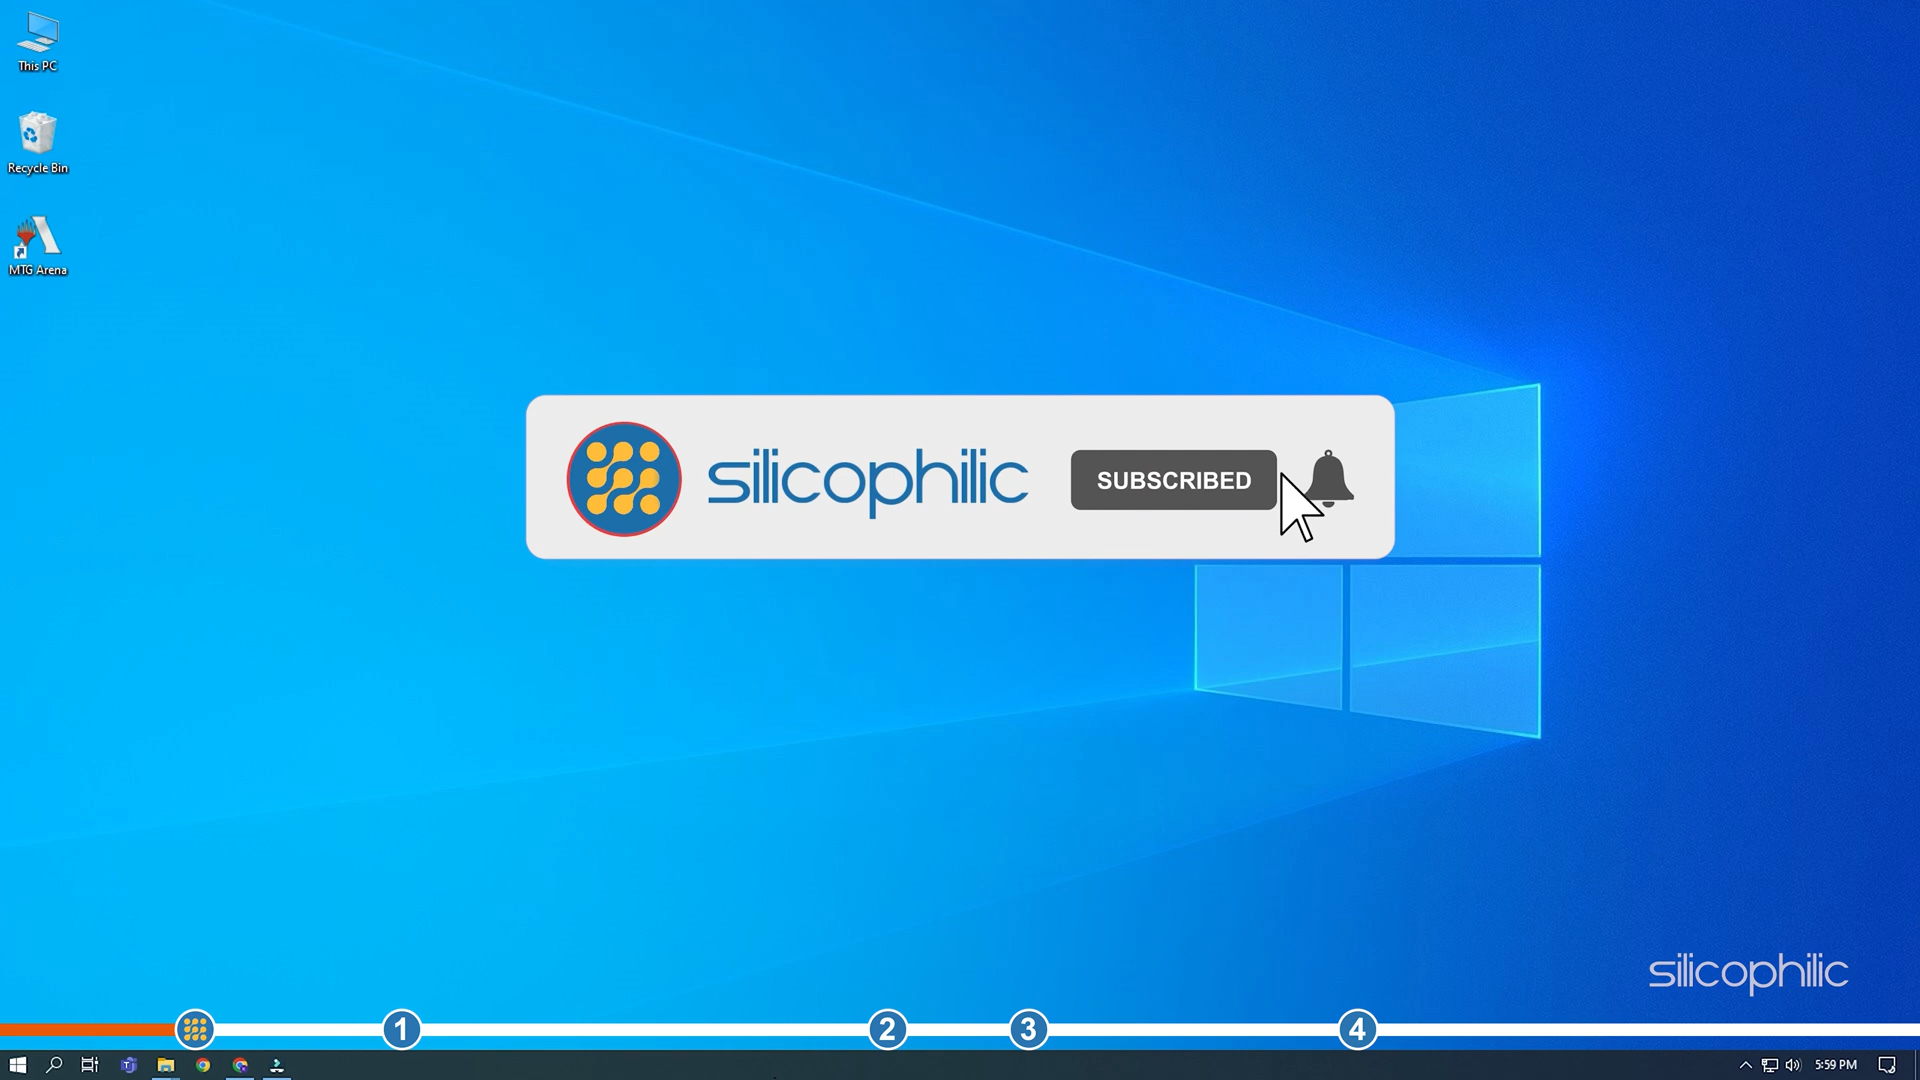 This PC
Recycle Bin
MTG Arena
silicophilic
SUBSCRIBED
silicophilic
1
2
3
4
5:59 PM